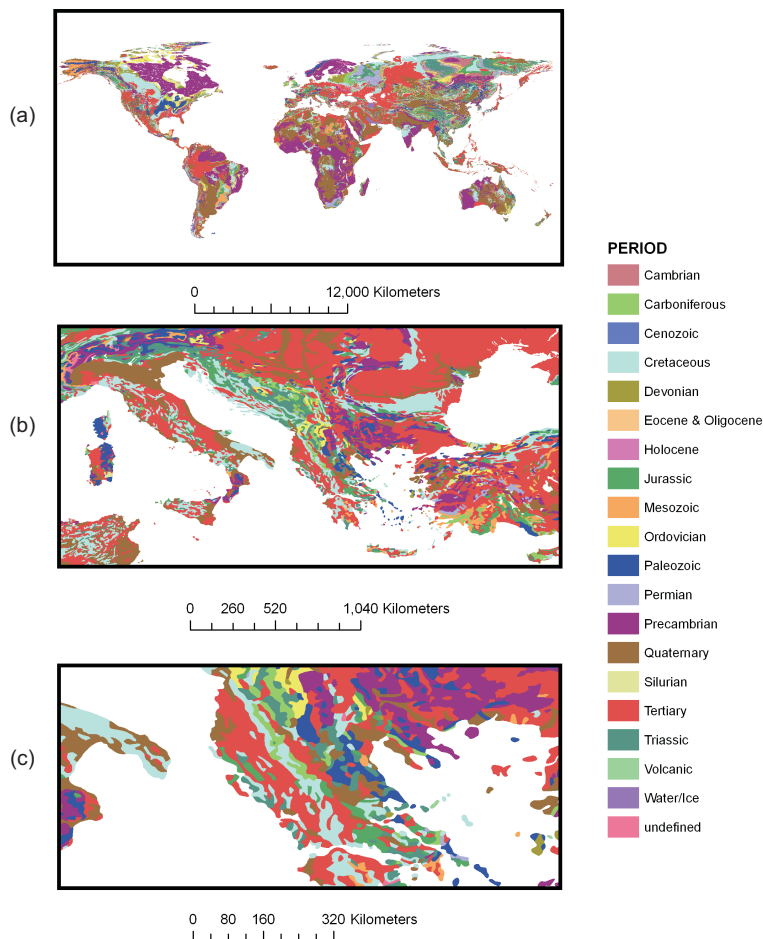 (a)
0 12,000 Kilometers
(b)
0 260 520 1,040 Kilometers
(c)
0 80 160 320 Kilometers
PERIOD
Cambrian
Carboniferous
Cenozoic
Cretaceous
Devonian
Eocene & Oligocene
Holocene
Jurassic
Mesozoic
Ordovician
Paleozoic
Permian
Precambrian
Quaternary
Silurian
Tertiary
Triassic
Volcanic
Water/Ice
undefined